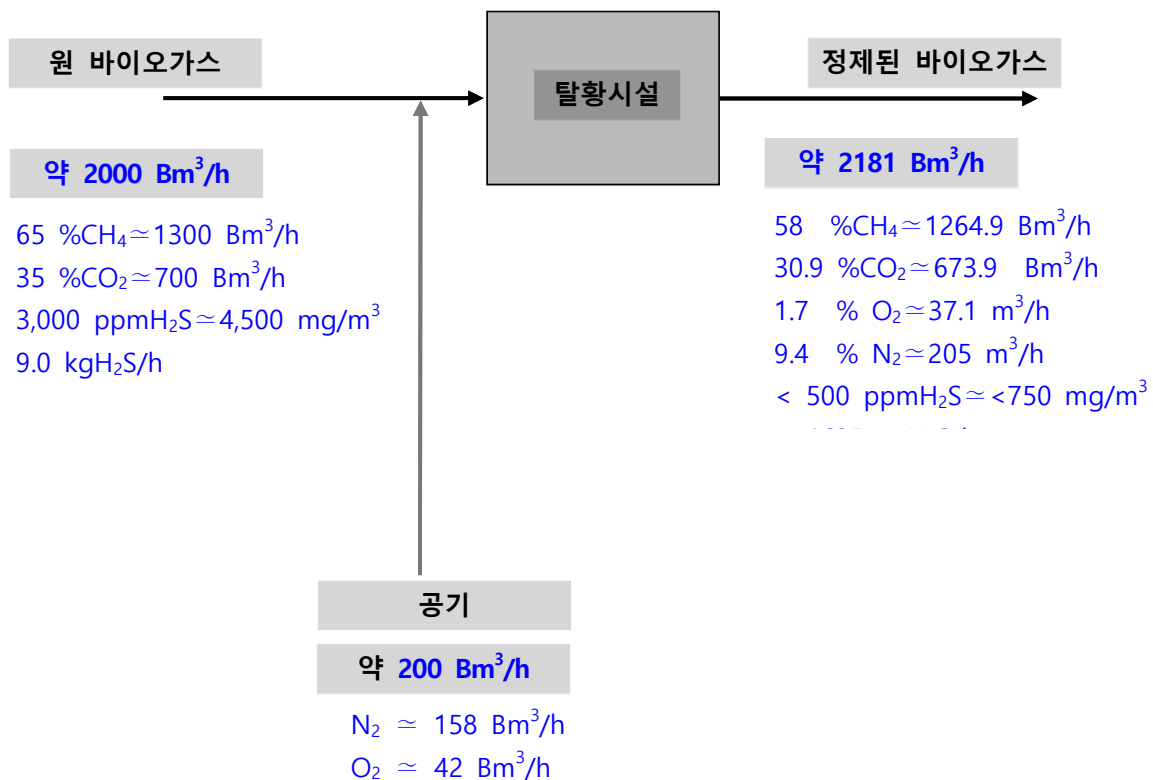 원 바이오가스
탈황시설
정제된 바이오가스
약 2000 Bm³/h
65 %CH₄≃1300 Bm³/h
35 %CO₂≃700 Bm³/h
3,000 ppmH₂S≃4,500 mg/m³
9.0 kgH₂S/h
약 2181 Bm³/h
58 %CH₄≃1264.9 Bm³/h
30.9 %CO₂≃673.9 Bm³/h
1.7 % O₂≃37.1 m³/h
9.4 % N₂≃205 m³/h
< 500 ppmH₂S≃<750 mg/m³
공기
약 200 Bm³/h
N₂ ≃ 158 Bm³/h
O₂ ≃ 42 Bm³/h